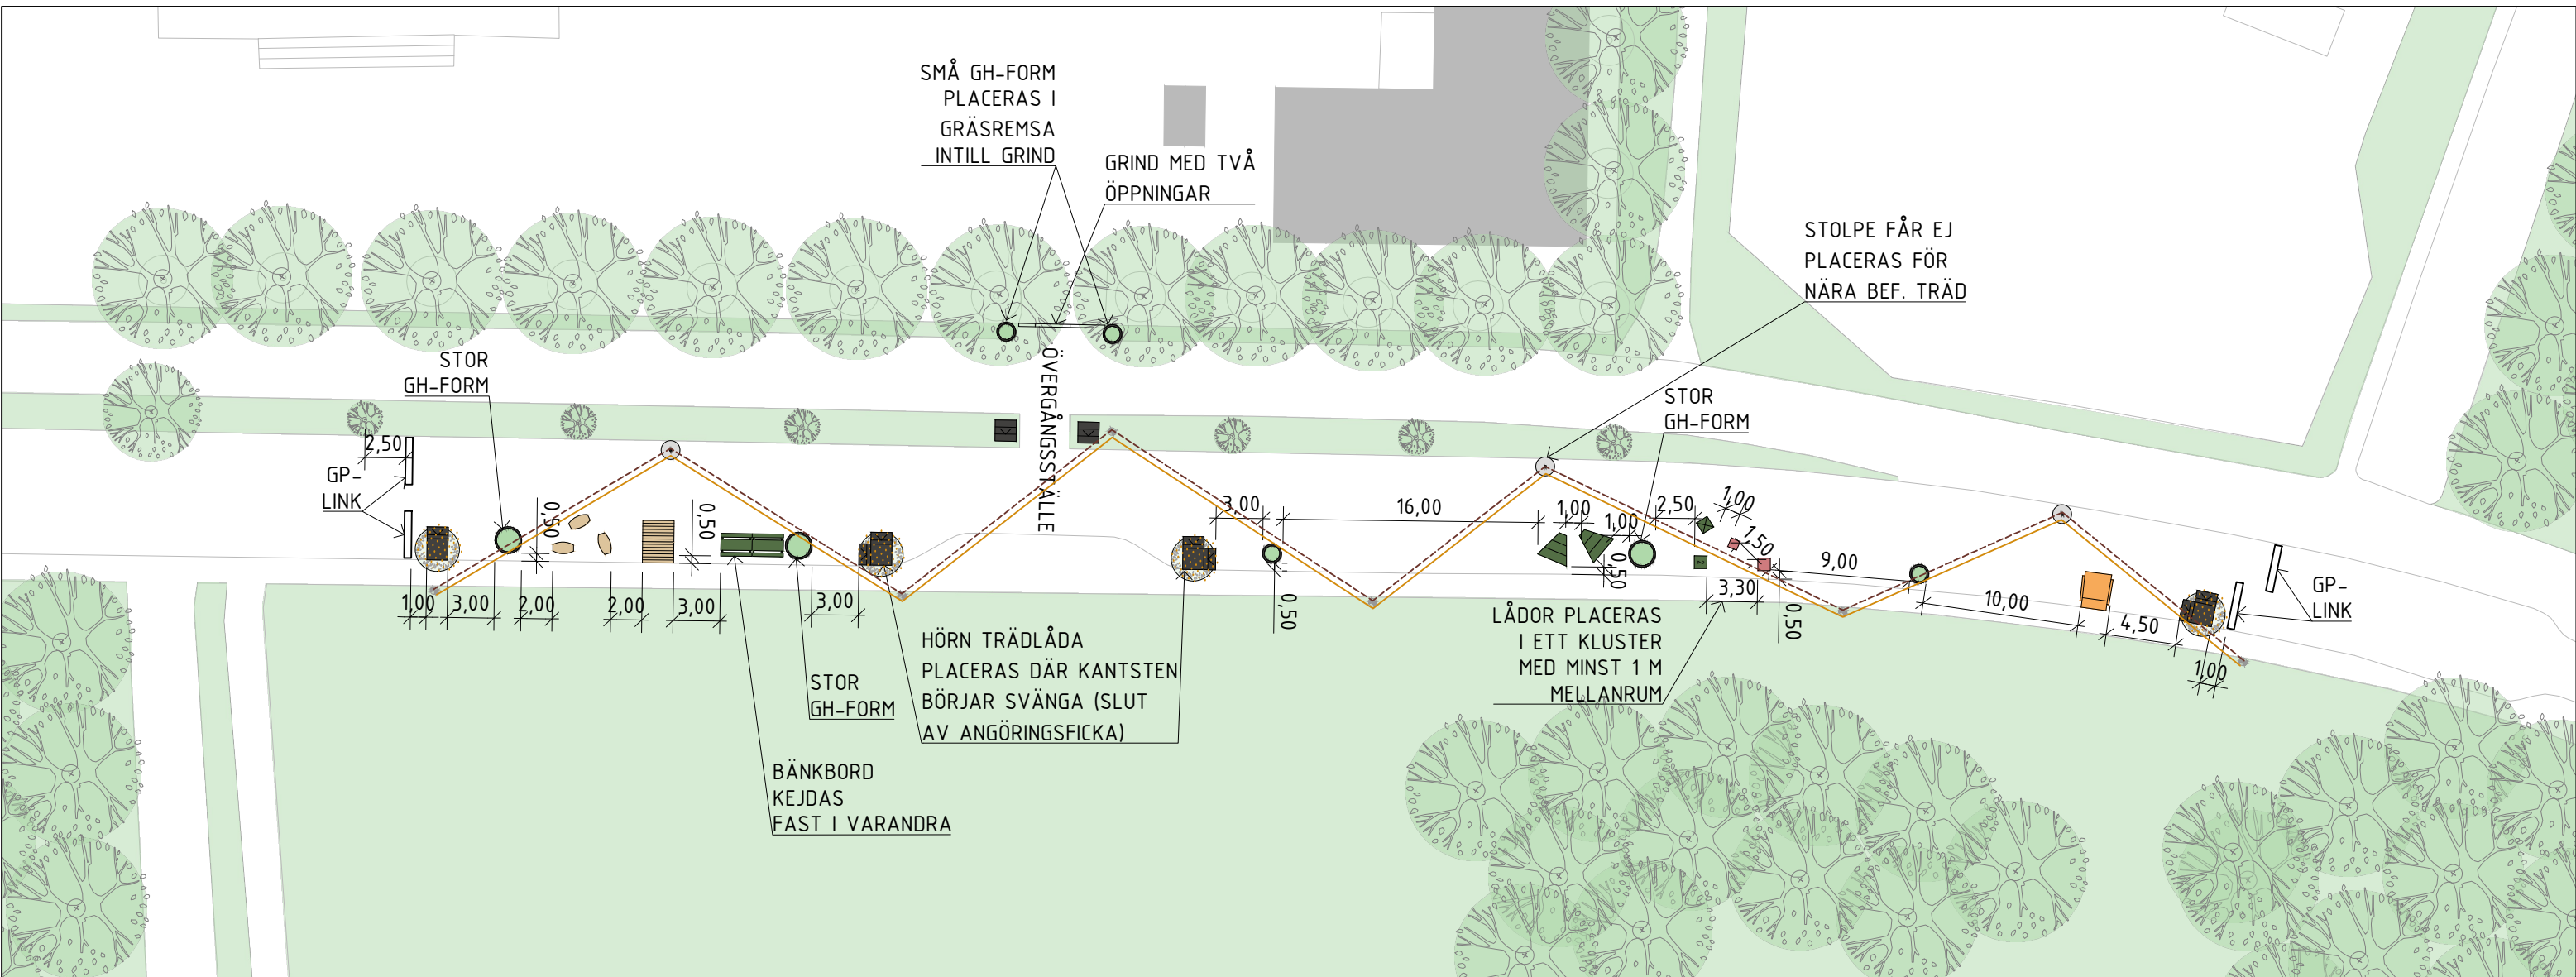 SMÅ GH-FORM
PLACERAS I
GRÄSREMSA
INTILL GRIND
GRIND MED TVÅ
ÖPPNINGAR
STOLPE FÅR EJ
PLACERAS FÖR
NÄRA BEF. TRÄD
STOR
GH-FORM
ÖVERGÅNGSSTÄLLE
STOR
GH-FORM
2,50
GP-
LINK
0,50
0,50
3,00
16,00
1,00
1,00
2,50
1,00
1,50
0,50
9,00
3,30
0,50
10,00
4,50
1,00
GP-
LINK
1,00
3,00
2,00
2,00
3,00
3,00
0,50
HÖRN TRÄDLÅDA
PLACERAS DÄR KANTSTEN
BÖRJAR SVÄNGA (SLUT
AV ANGÖRINGSFICKA)
LÅDOR PLACERAS
I ETT KLUSTER
MED MINST 1 M
MELLANRUM
STOR
GH-FORM
BÄNKBORD
KEJDAS
FAST I VARANDRA